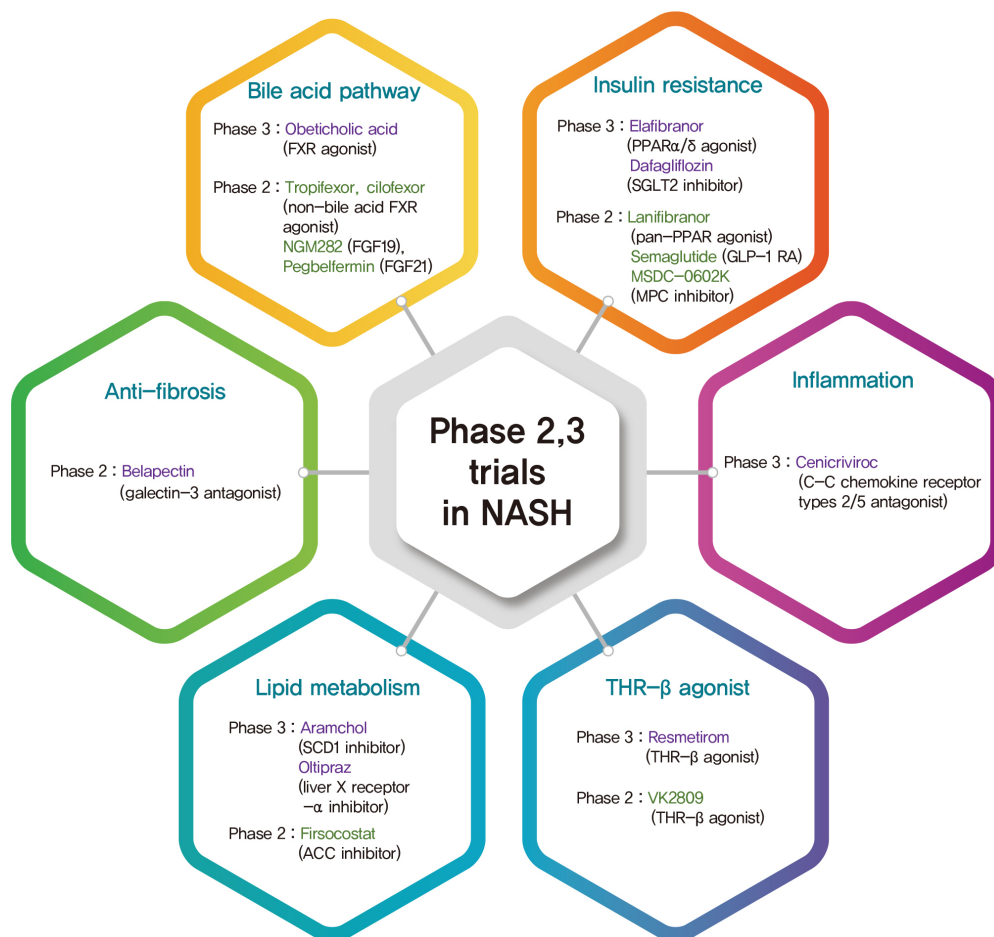 Bile acid pathway
Phase 3 : Obeticholic acid
(FXR agonist)
Phase 2 : Tropifexor, cilofexor
(non-bile acid FXR
agonist)
NGM282 (FGF19),
Pegbelfermin (FGF21)
Insulin resistance
Phase 3 : Elafibranor
(PPARα/δ agonist)
Dafagliflozin
(SGLT2 inhibitor)
Phase 2 : Lanifibranor
(pan-PPAR agonist)
Semaglutide (GLP-1 RA)
MSDC-0602K
(MPC inhibitor)
Anti-fibrosis
Phase 2 : Belapectin
(galectin-3 antagonist)
Phase 2,3
trials
in NASH
Inflammation
Phase 3 : Cenicriviroc
(C-C chemokine receptor
types 2/5 antagonist)
Lipid metabolism
Phase 3 : Aramchol
(SCD1 inhibitor)
Oltipraz
(liver X receptor
-α inhibitor)
Phase 2 : Firsocostat
(ACC inhibitor)
THR-β agonist
Phase 3 : Resmetirom
(THR-β agonist)
Phase 2 : VK2809
(THR-β agonist)